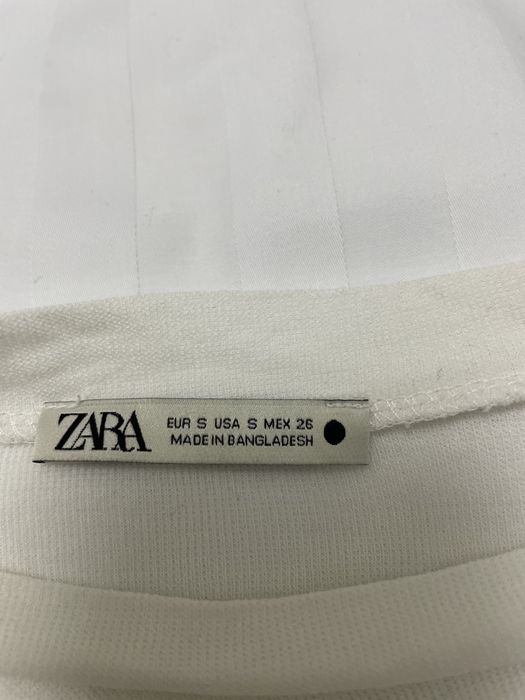 ZARA
EUR S USA S MEX 26
MADE IN BANGLADESH